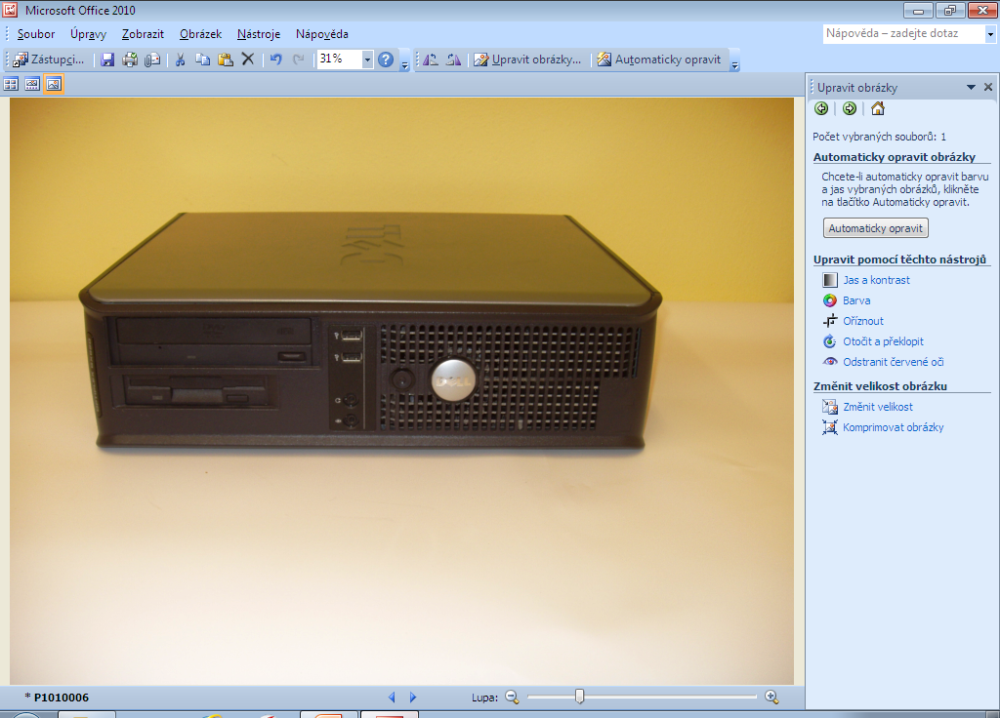 Microsoft Office 2010
Soubor Úpravy Zobrazit Obrázek Nástroje Nápověda
Nápověda – zadejte dotaz
Zástupci... 31% Upravit obrázky... Automaticky opravit
Upravit obrázky
Počet vybraných souborů: 1
Automaticky opravit obrázky
Chcete-li automaticky opravit barvu
a jas vybraných obrázků, klikněte
na tlačítko Automaticky opravit.
Automaticky opravit
Upravit pomocí těchto nástrojů
Jas a kontrast
Barva
Oříznout
Otočit a překlopit
Odstranit červené oči
Změnit velikost obrázku
Změnit velikost
Komprimovat obrázky
DELL
DELL
* P1010006
Lupa: